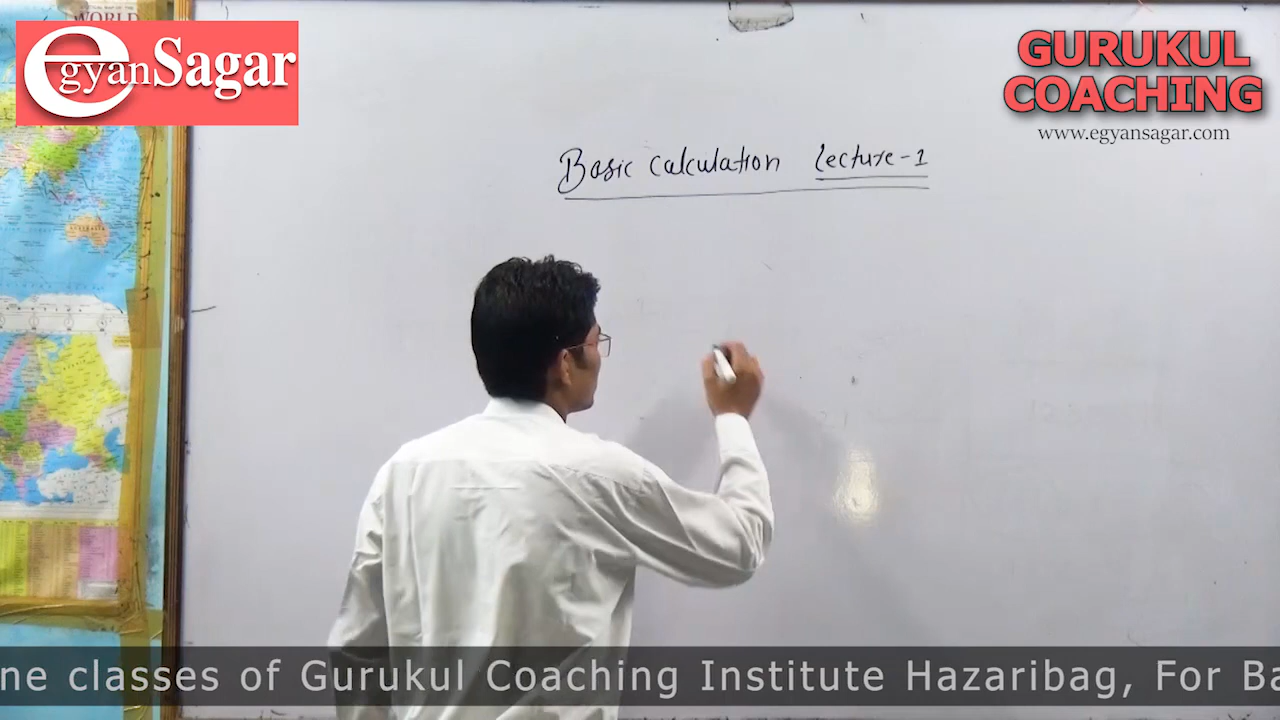 WORLD
egyanSagar
GURUKUL
COACHING
www.egyansagar.com
Basic calculation lecture-1
ne classes of Gurukul Coaching Institute Hazaribag, For Ba